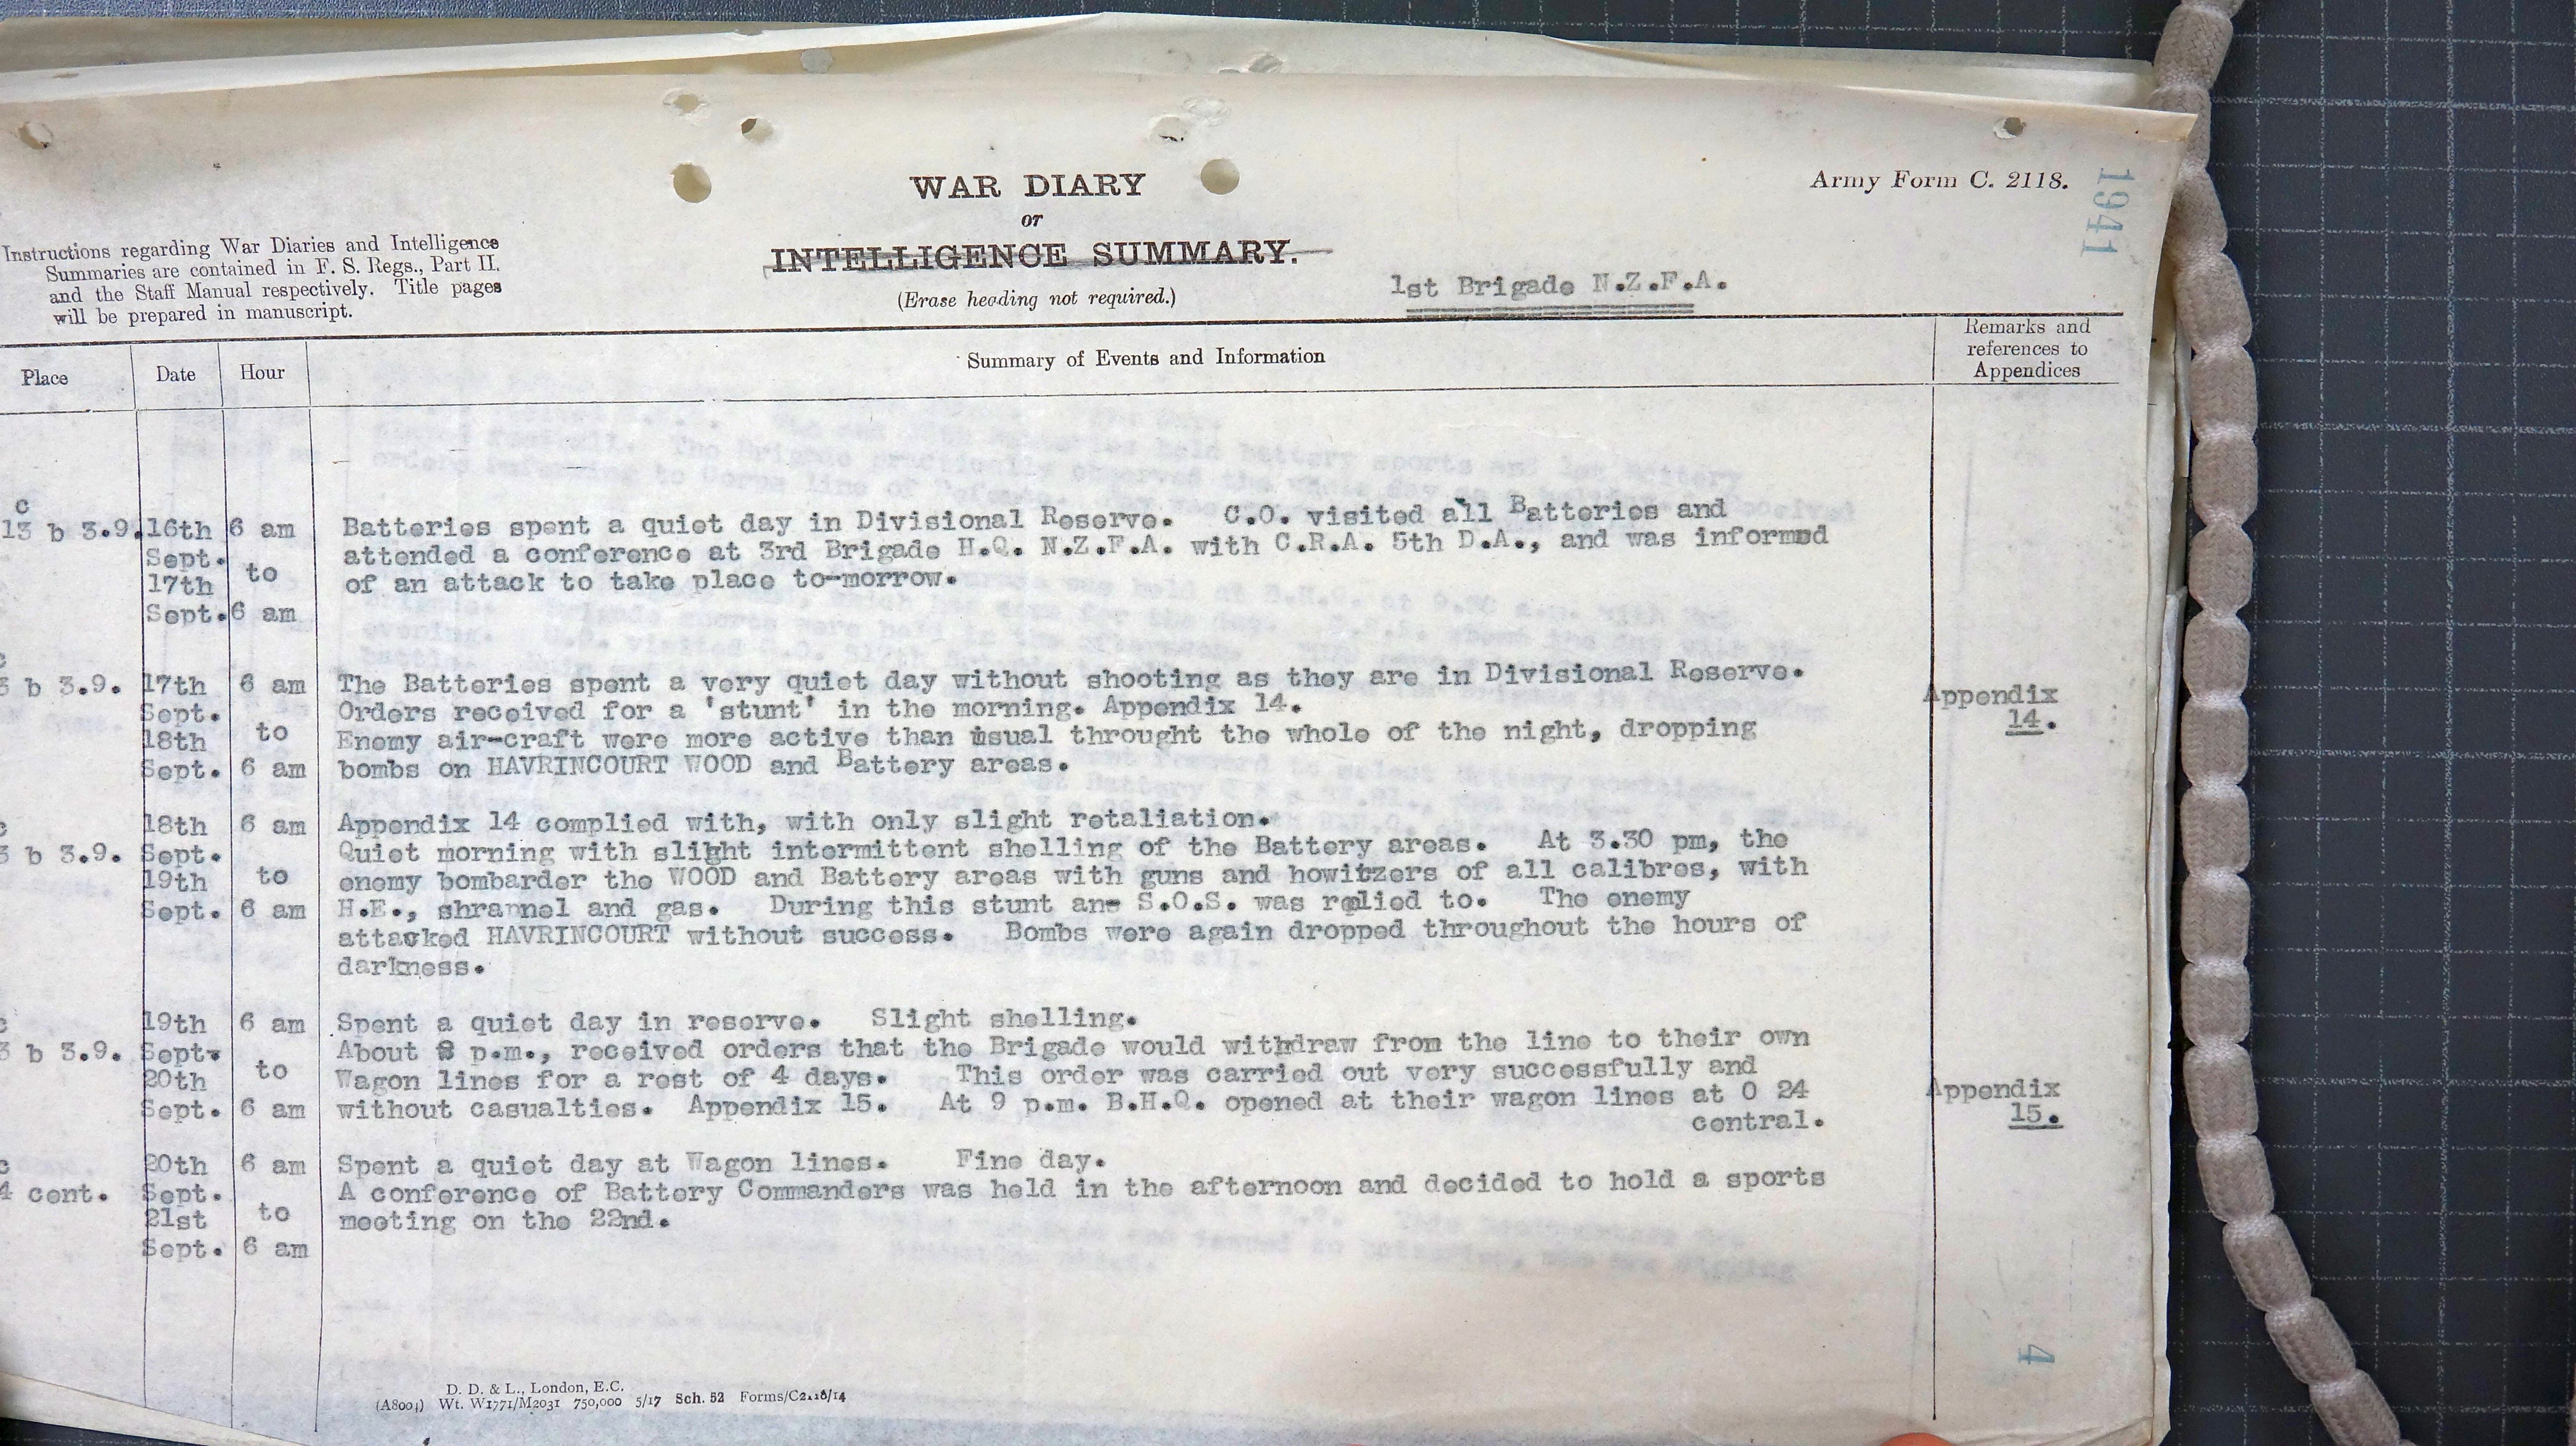 WAR DIARY
or
INTELLIGENCE SUMMARY.
(Erase heading not required.)
Army Form C. 2118.
1941
Instructions regarding War Diaries and Intelligence
Summaries are contained in F. S. Regs., Part II.
and the Staff Manual respectively. Title pages
will be prepared in manuscript.
1st Brigade N.Z.F.A.
Place Date Hour Summary of Events and Information
Remarks and
references to
Appendices
c
13 b 3.9. 16th 6 am Batteries spent a quiet day in Divisional Reserve. C.O. visited all Batteries and
Sept. attended a conference at 3rd Brigade H.Q. N.Z.F.A. with C.R.A. 5th D.A., and was informed
17th to of an attack to take place to-morrow.
Sept. 6 am
c
3 b 3.9. 17th 6 am The Batteries spent a very quiet day without shooting as they are in Divisional Reserve. Appendix
Sept. Orders received for a 'stunt' in the morning. Appendix 14. 14.
18th to Enemy air-craft were more active than usual throught the whole of the night, dropping
Sept. 6 am bombs on HAVRINCOURT WOOD and Battery areas.
c 18th 6 am Appendix 14 complied with, with only slight retaliation.
3 b 3.9. Sept. Quiet morning with slight intermittent shelling of the Battery areas. At 3.30 pm, the
19th to enemy bombarder the WOOD and Battery areas with guns and howitzers of all calibres, with
Sept. 6 am H.E., shrapnel and gas. During this stunt an S.O.S. was replied to. The enemy
attacked HAVRINCOURT without success. Bombs were again dropped throughout the hours of
darkness.
c 19th 6 am Spent a quiet day in reserve. Slight shelling.
3 b 3.9. Sept. About 8 p.m., received orders that the Brigade would withdraw from the line to their own
20th to Wagon lines for a rest of 4 days. This order was carried out very successfully and Appendix
Sept. 6 am without casualties. Appendix 15. At 9 p.m. B.H.Q. opened at their wagon lines at O 24 15.
central.
c 20th 6 am Spent a quiet day at Wagon lines. Fine day.
4 cent. Sept. A conference of Battery Commanders was held in the afternoon and decided to hold a sports
21st to meeting on the 22nd.
Sept. 6 am
4
D. D. & L., London, E.C.
(A8004) Wt. W1771/M2031 750,000 5/17 Sch. 52 Forms/C2118/14